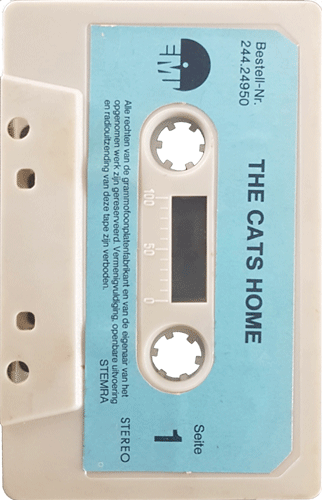 EMI
Bestell-Nr.
244.24950
THE CATS HOME
100 50 0
Seite
1
Alle rechten van de grammofoonplatenfabrikant en van de eigenaar van het
opgenomen werk zijn gereserveerd. Vermenigvuldiging, openbare uitvoering
en radiouitzending van deze tape zijn verboden.
STEMRA
STEREO